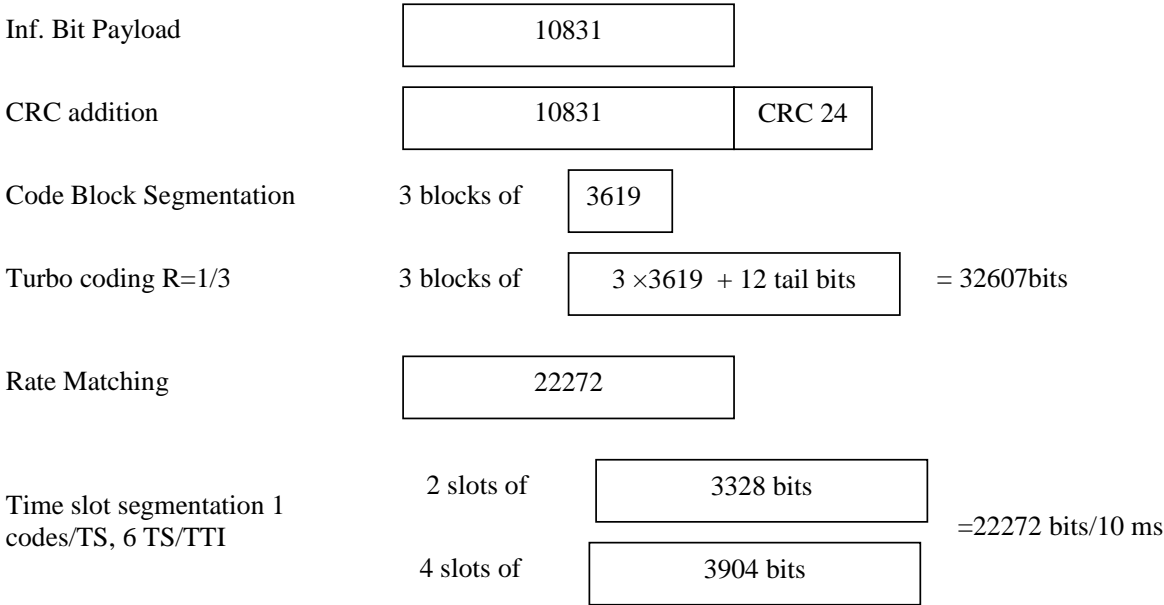 Inf. Bit Payload 10831
CRC addition 10831 CRC 24
Code Block Segmentation 3 blocks of 3619
Turbo coding R=1/3 3 blocks of 3 ×3619 + 12 tail bits = 32607bits
Rate Matching 22272
2 slots of 3328 bits
Time slot segmentation 1
codes/TS, 6 TS/TTI =22272 bits/10 ms
4 slots of 3904 bits